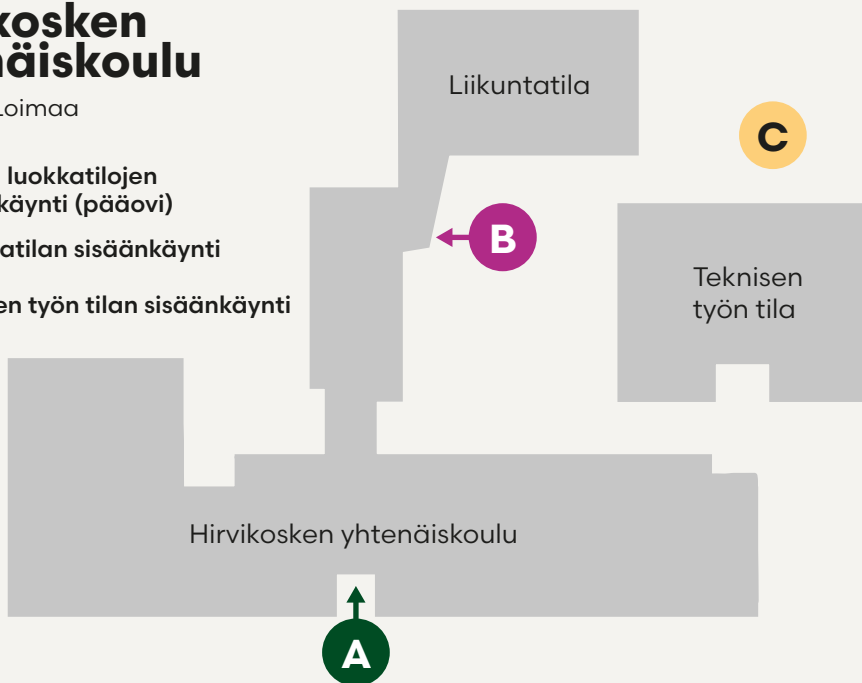 kosken
näiskoulu
Loimaa
luokkatilojen
käynti (pääovi)
atilan sisäänkäynti
en työn tilan sisäänkäynti
Liikuntatila
C
B
Teknisen
työn tila
Hirvikosken yhtenäiskoulu
A